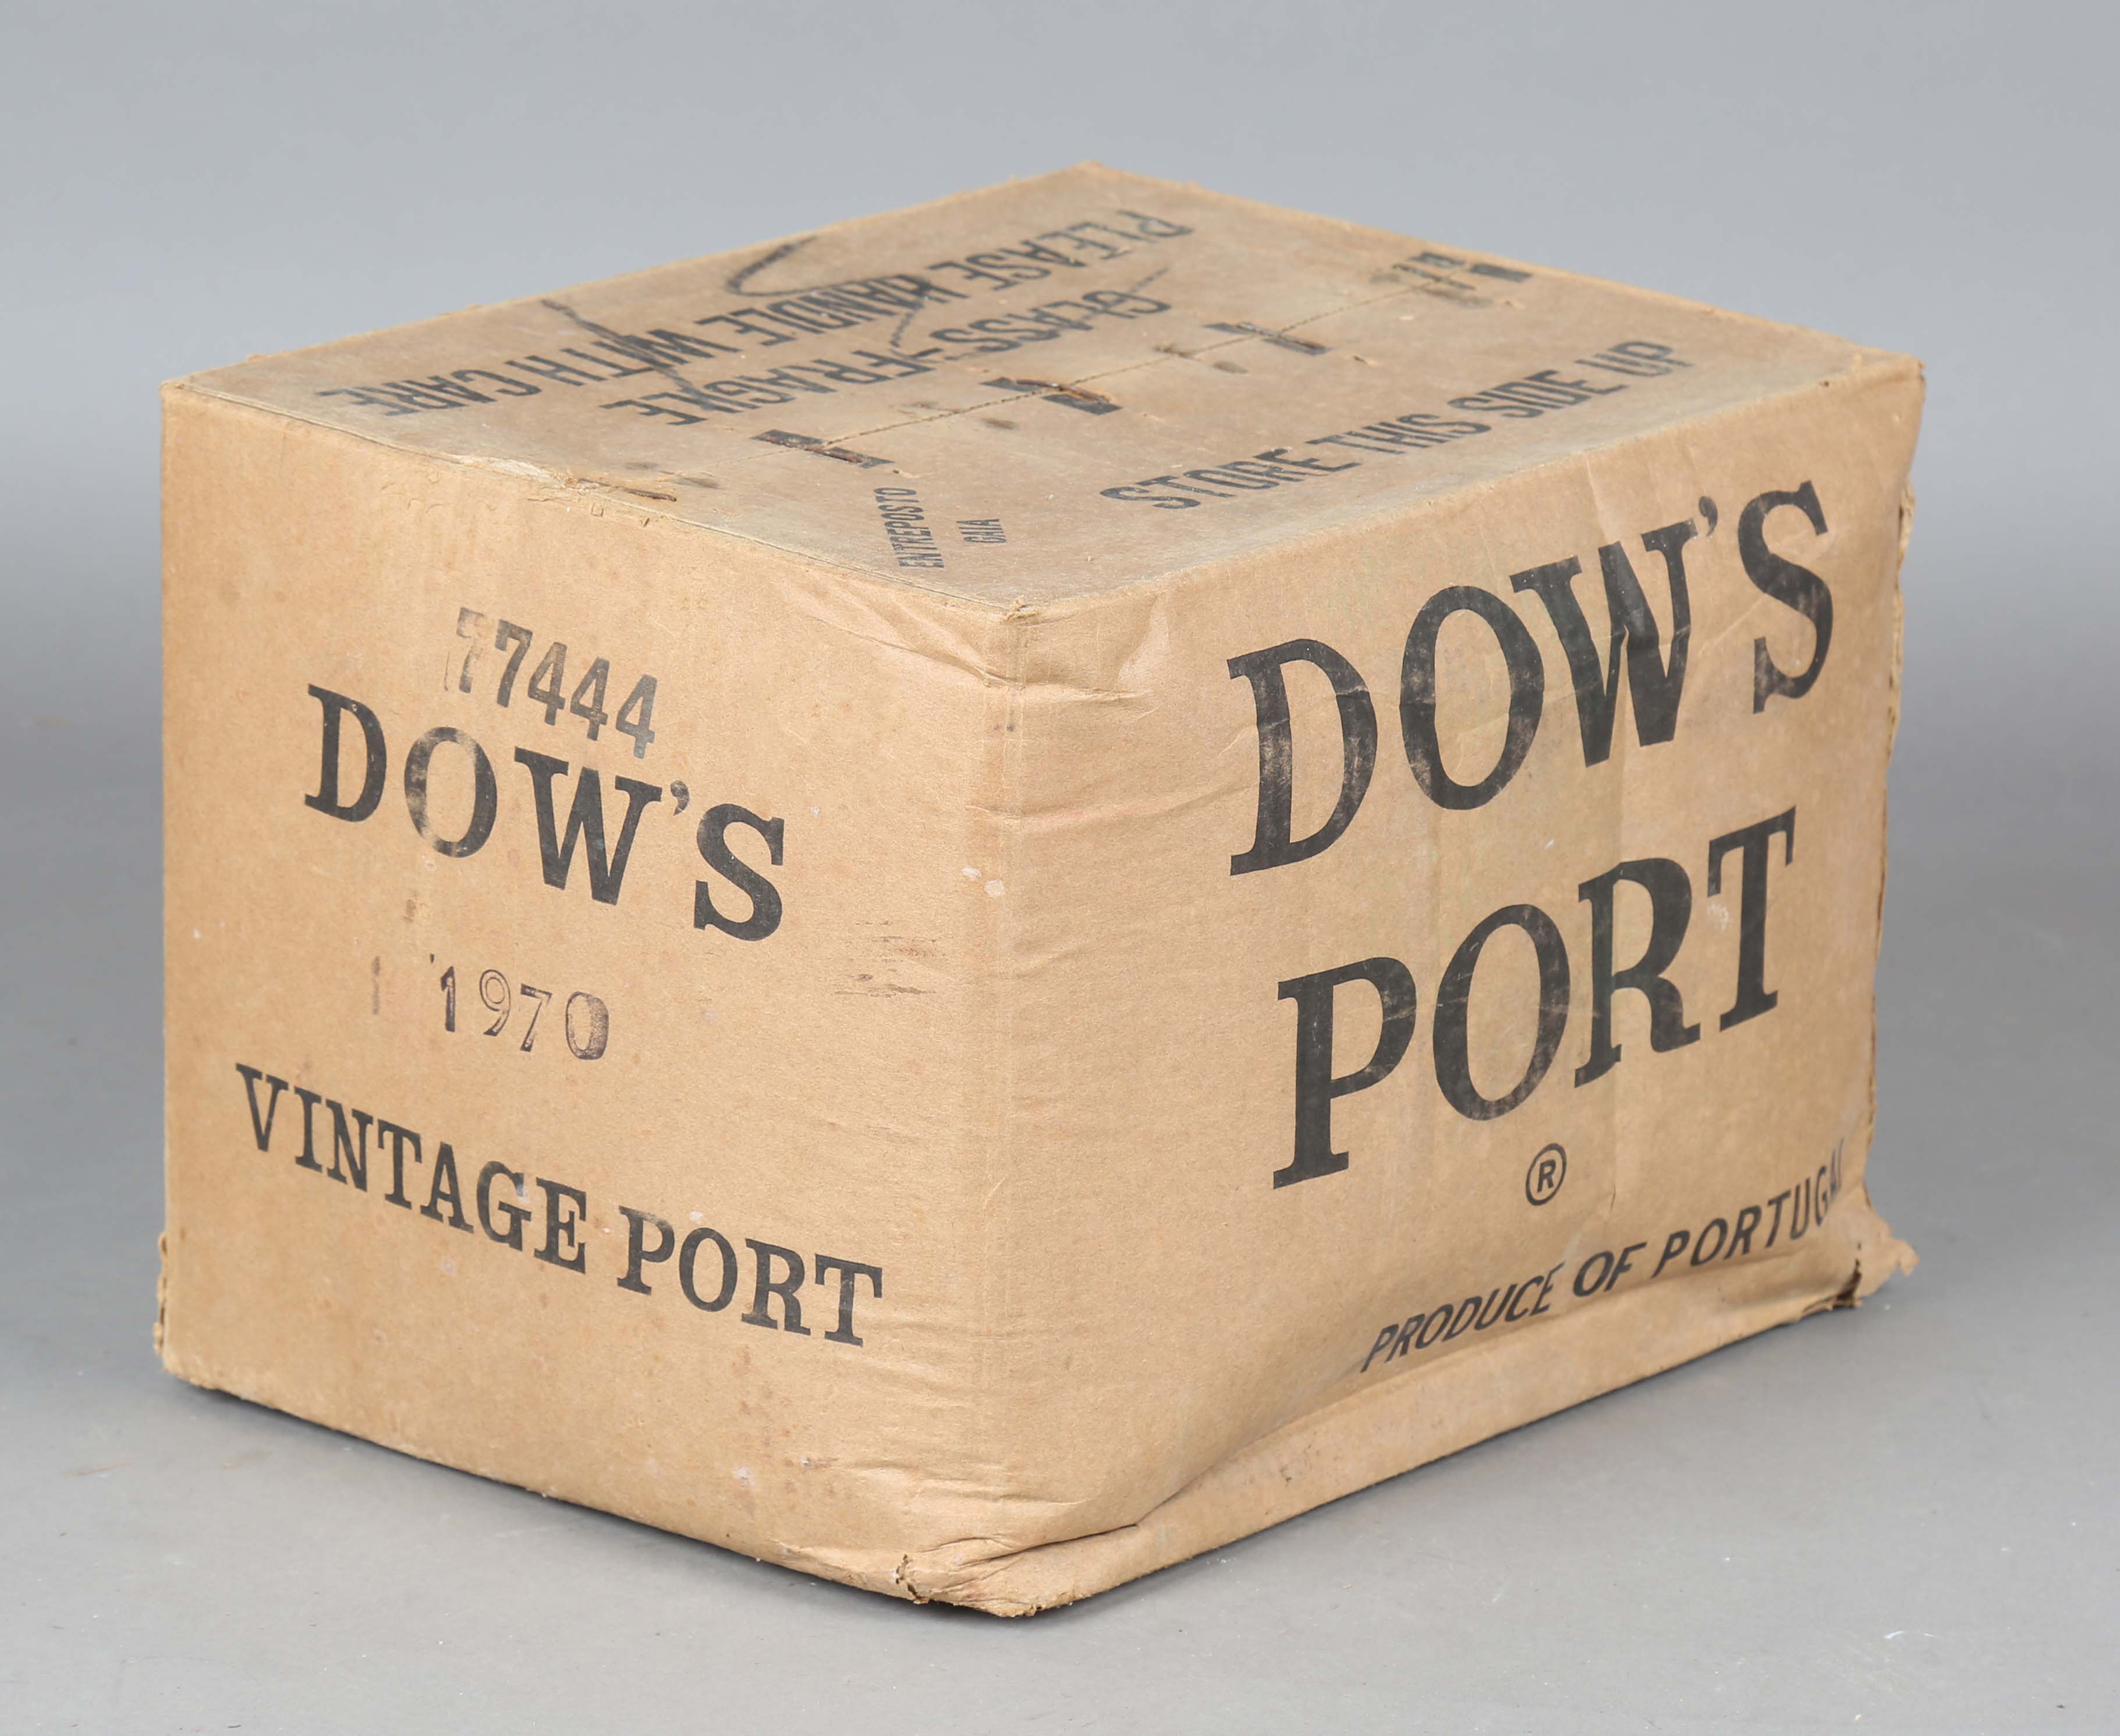 PLEASE HANDLE WITH CARE
GLASS-FRAGILE
STORE THIS SIDE UP
ENTREPOSTO
GAIA
77444
DOW'S
1970
VINTAGE PORT
DOW'S
PORT
®
PRODUCE OF PORTUGAL